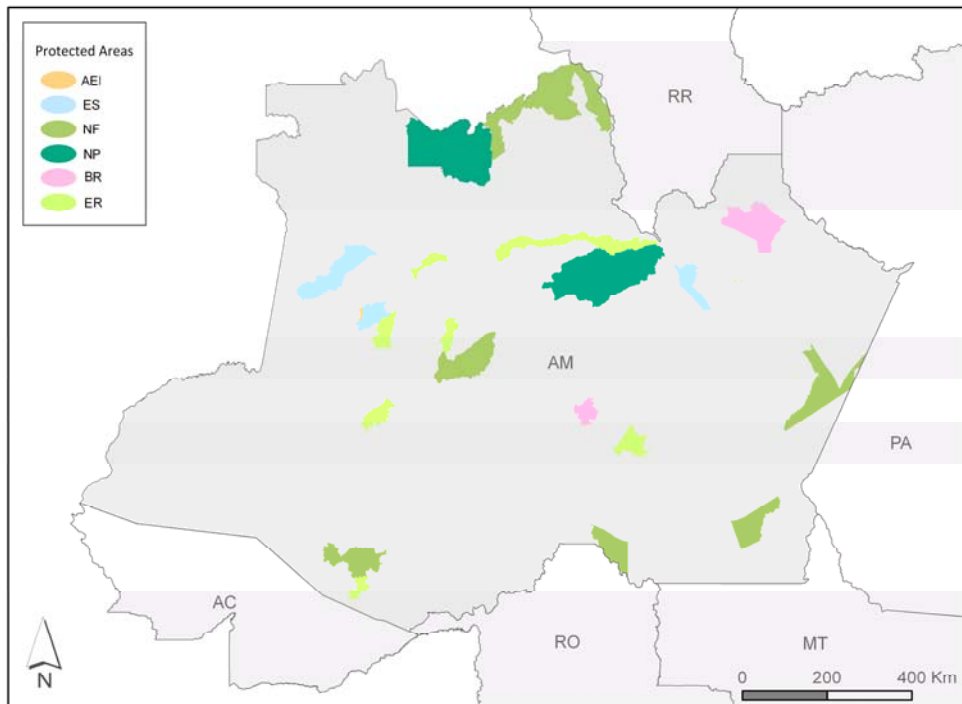 Protected Areas
AEI
ES
NF
NP
BR
ER
RR
AM
PA
AC
RO
MT
N
0 200 400 Km